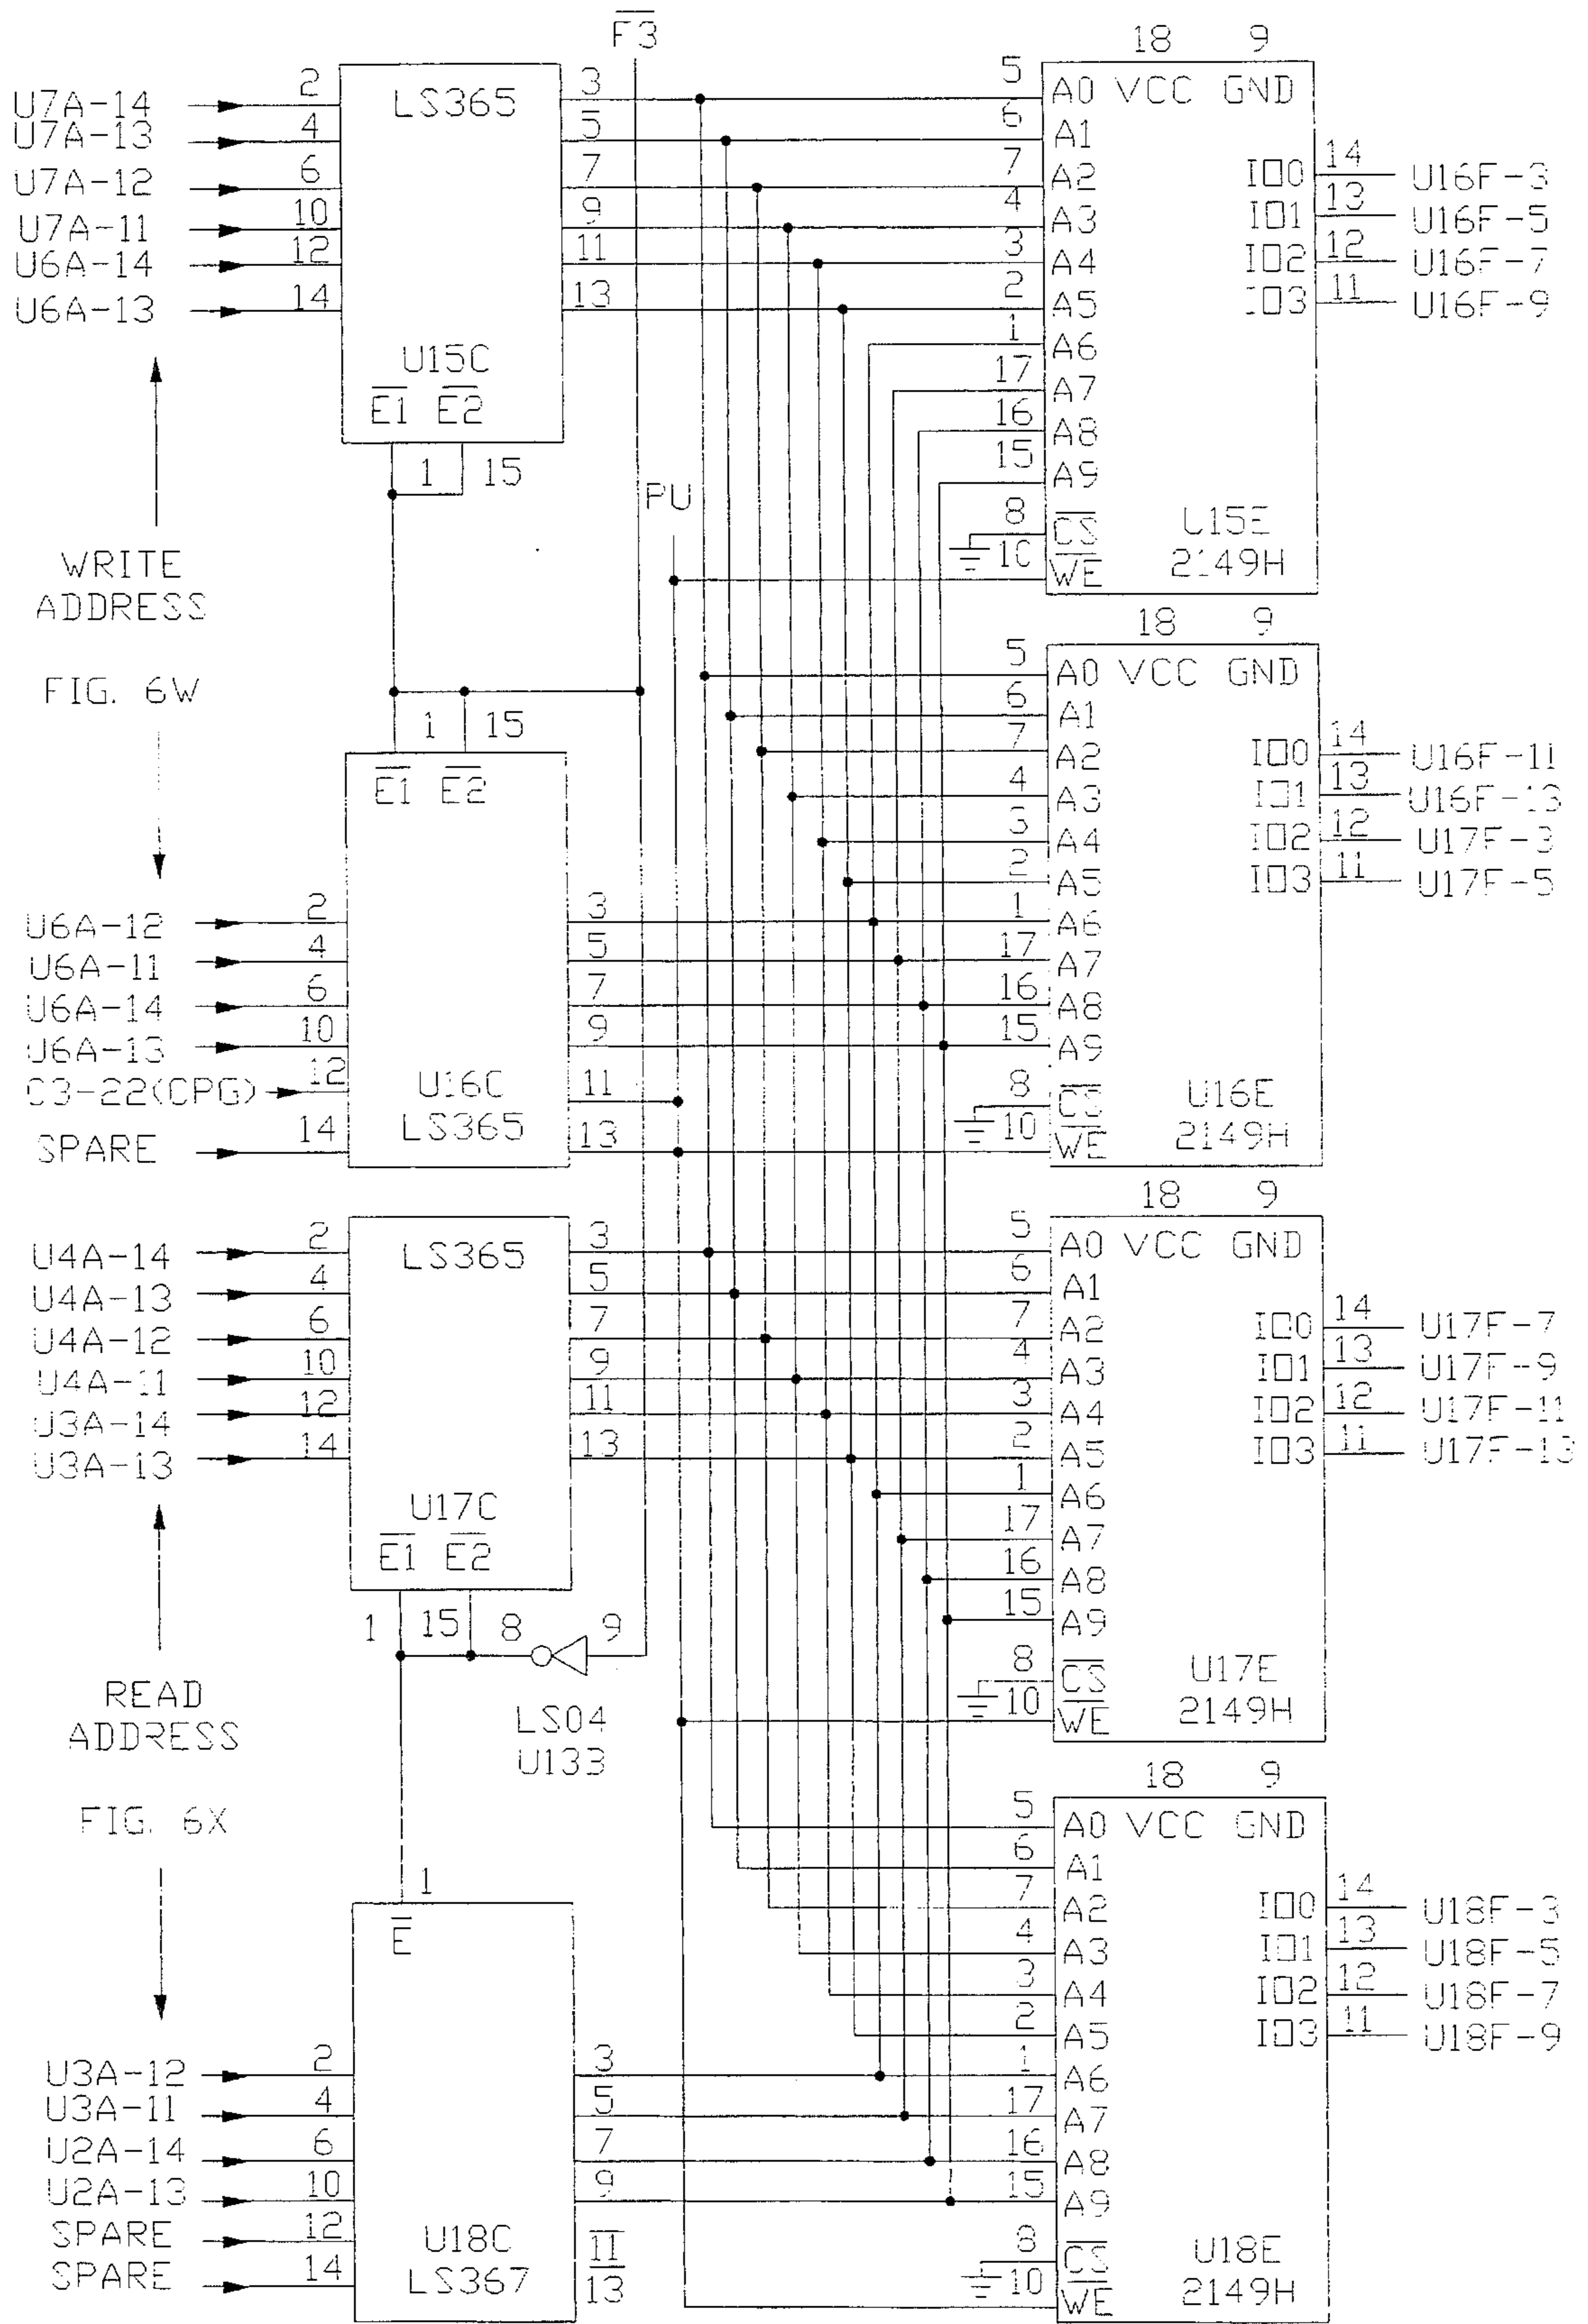 F3
U7A-14 2
U7A-13 4
U7A-12 6
U7A-11 10
U6A-14 12
U6A-13 14
LS365
U15C
E1 E2
1 15
3
5
7
9
11
13
WRITE
ADDRESS
FIG. 6W
PU
18 9
5 A0 VCC GND
6 A1
7 A2
4 A3
3 A4
2 A5
1 A6
17 A7
16 A8
15 A9
8 CS
10 WE
U15E
2149H
IO0 14 U16F-3
IO1 13 U16F-5
IO2 12 U16F-7
IO3 11 U16F-9
1 15
E1 E2
U6A-12 2
U6A-11 4
U6A-14 6
U6A-13 10
C3-22(CPG) 12
SPARE 14
U16C
LS365
3
5
7
9
11
13
18 9
5 A0 VCC GND
6 A1
7 A2
4 A3
3 A4
2 A5
1 A6
17 A7
16 A8
15 A9
8 CS
10 WE
U16E
2149H
IO0 14 U16F-11
IO1 13 U16F-13
IO2 12 U17F-3
IO3 11 U17F-5
U4A-14 2
U4A-13 4
U4A-12 6
U4A-11 10
U3A-14 12
U3A-13 14
LS365
U17C
E1 E2
1 15 8 9
LS04
3
5
7
9
11
13
READ
ADDRESS
FIG. 6X
18 9
5 A0 VCC GND
6 A1
7 A2
4 A3
3 A4
2 A5
1 A6
17 A7
16 A8
15 A9
8 CS
10 WE
U17E
2149H
IO0 14 U17F-7
IO1 13 U17F-9
IO2 12 U17F-11
IO3 11 U17F-13
1
E
U3A-12 2
U3A-11 4
U2A-14 6
U2A-13 10
SPARE 12
SPARE 14
U18C
LS367
3
5
7
9
11
13
18 9
5 A0 VCC GND
6 A1
7 A2
4 A3
3 A4
2 A5
1 A6
17 A7
16 A8
15 A9
8 CS
10 WE
U18E
2149H
IO0 14 U18F-3
IO1 13 U18F-5
IO2 12 U18F-7
IO3 11 U18F-9